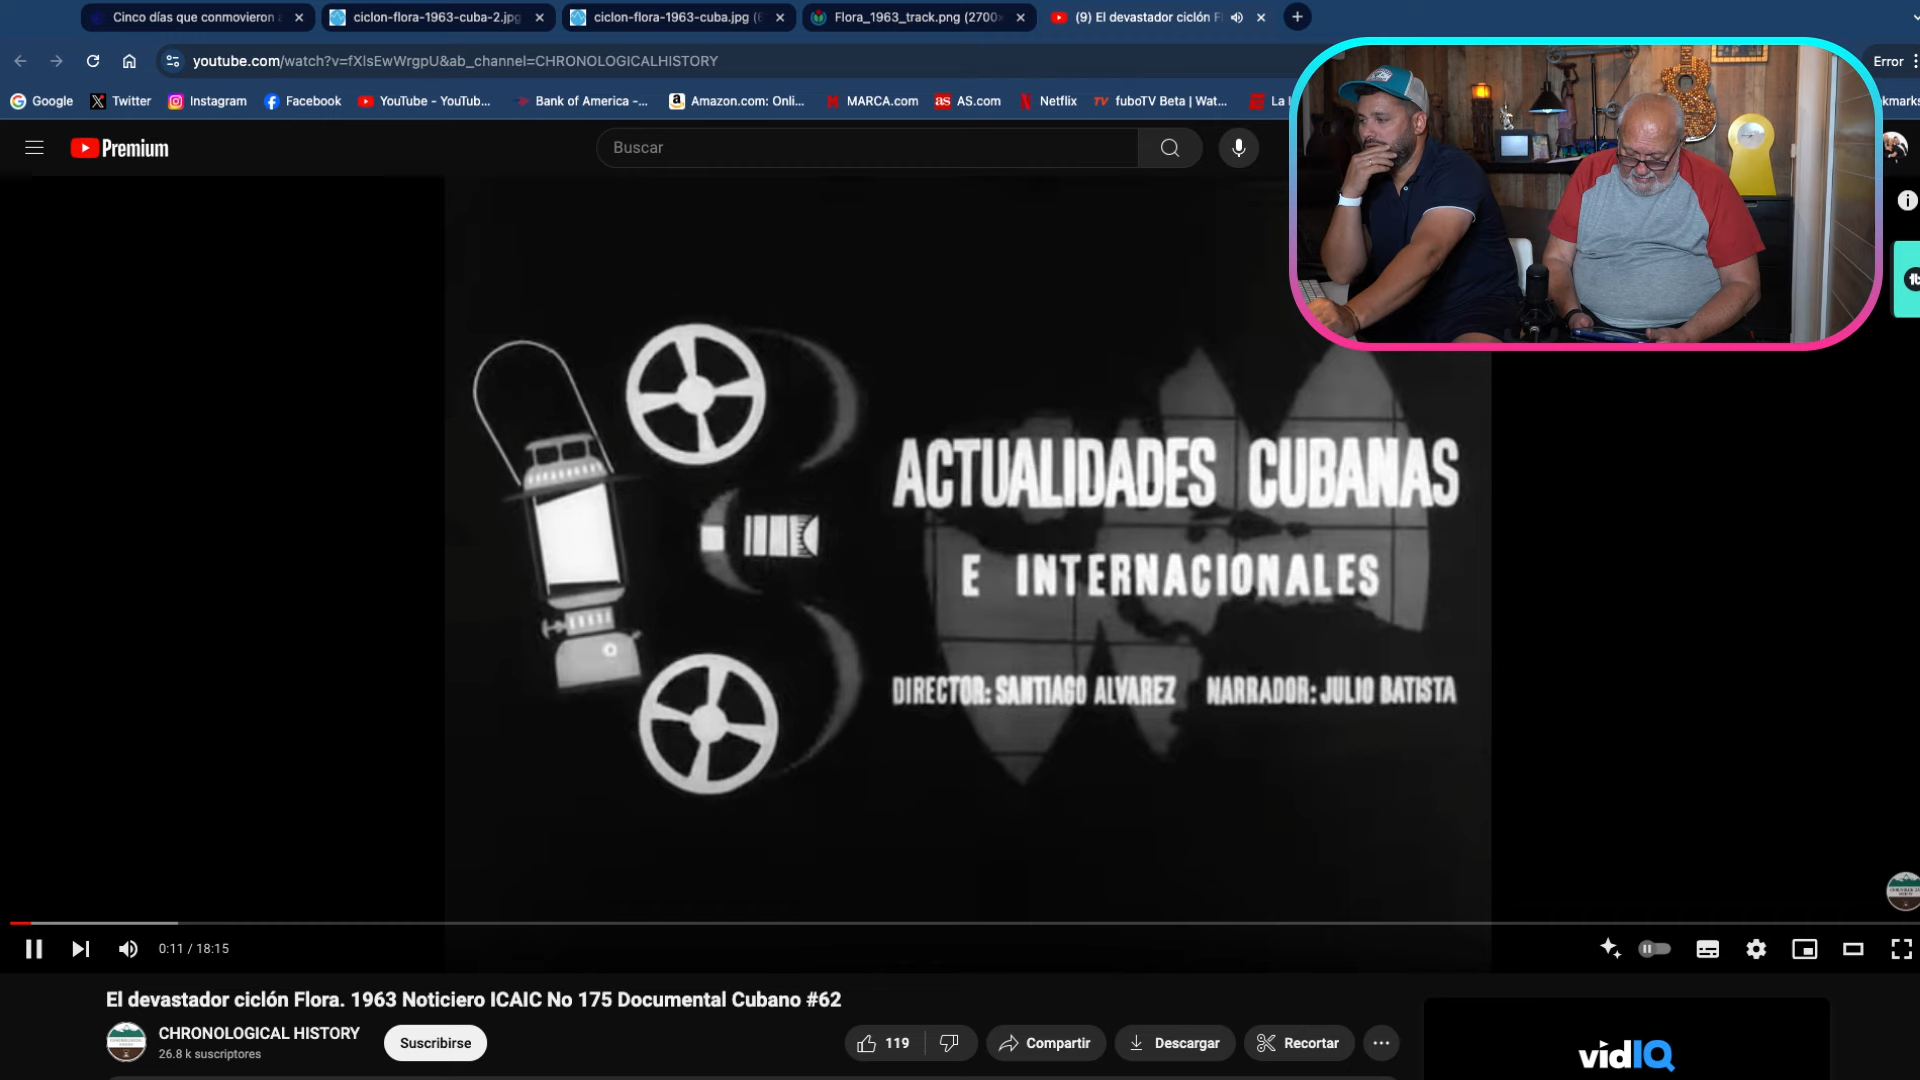 Cinco días que conmovieron
ciclon-flora-1963-cuba-2.jpg
ciclon-flora-1963-cuba.jpg
Flora_1963_track.png (2700
(9) El devastador ciclón F
youtube.com/watch?v=fXlsEwWrgpU&ab_channel=CHRONOLOGICALHISTORY
Error
Google
Twitter
Instagram
Facebook
YouTube - YouTub...
Bank of America -...
Amazon.com: Onli...
MARCA.com
as AS.com
Netflix
TV fuboTV Beta | Wat...
La
Premium
Buscar
ACTUALIDADES CUBANAS
E INTERNACIONALES
DIRECTOR: SANTIAGO ALVAREZ NARRADOR: JULIO BATISTA
0:11 / 18:15
El devastador ciclón Flora. 1963 Noticiero ICAIC No 175 Documental Cubano #62
CHRONOLOGICAL HISTORY
26.8 k suscriptores
Suscribirse
119
Compartir
Descargar
Recortar
vidIQ